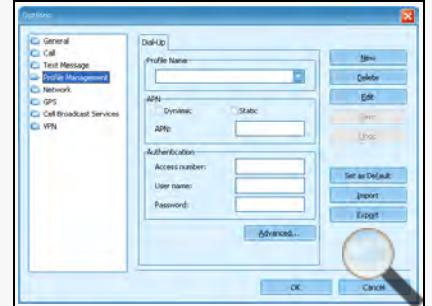 Options
General
Call
Text Message
Profile Management
Network
GPS
Cell Broadcast Services
VPN
Dial-Up
Profile Name
APN
Dynamic
Static
APN:
Authentication
Access number:
User name:
Password:
Advanced...
New
Delete
Edit
Save
Undo
Set as Default
Import
Export
OK
Cancel